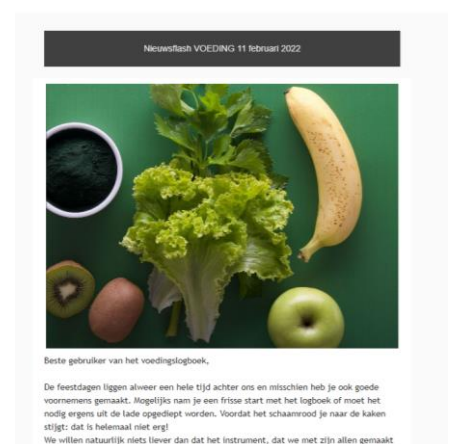 Nieuwsflash VOEDING 11 februari 2022
Beste gebruiker van het voedingslogboek,
De feestdagen liggen alweer een hele tijd achter ons en misschien heb je ook goede
voornemens gemaakt. Mogelijks nam je een frisse start met het logboek of moet het
nodig ergens uit de lade opgediept worden. Voordat het schaamrood je naar de kaken
stijgt: dat is helemaal niet erg!
We willen natuurlijk niets liever dan dat het instrument, dat we met zijn allen gemaakt